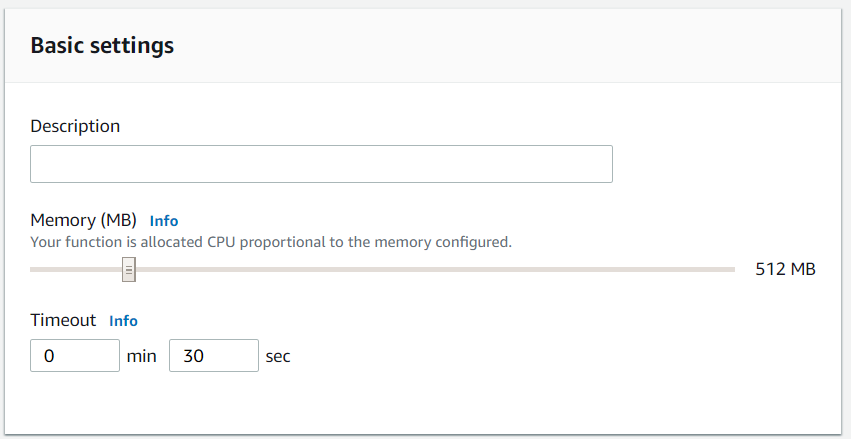 Basic settings
Description
Memory (MB) Info
Your function is allocated CPU proportional to the memory configured.
512 MB
Timeout Info
0 min 30 sec